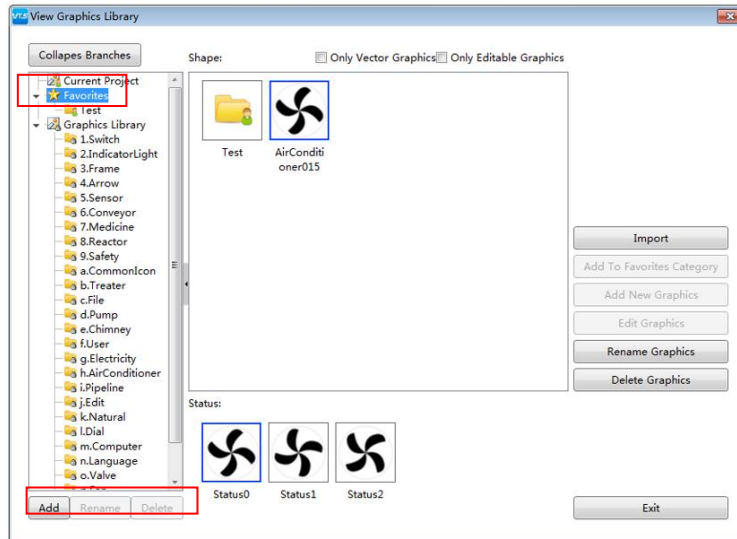 VTS View Graphics Library
Collapes Branches
Shape:
Only Vector Graphics
Only Editable Graphics
Current Project
Favorites
Test
Graphics Library
1.Switch
2.IndicatorLight
3.Frame
4.Arrow
5.Sensor
6.Conveyor
7.Medicine
8.Reactor
9.Safety
a.CommonIcon
b.Treater
c.File
d.Pump
e.Chimney
f.User
g.Electricity
h.AirConditioner
i.Pipeline
j.Edit
k.Natural
l.Dial
m.Computer
n.Language
o.Valve
Add
Rename
Delete
Test
AirConditi
oner015
Status:
Status0
Status1
Status2
Import
Add To Favorites Category
Add New Graphics
Edit Graphics
Rename Graphics
Delete Graphics
Exit